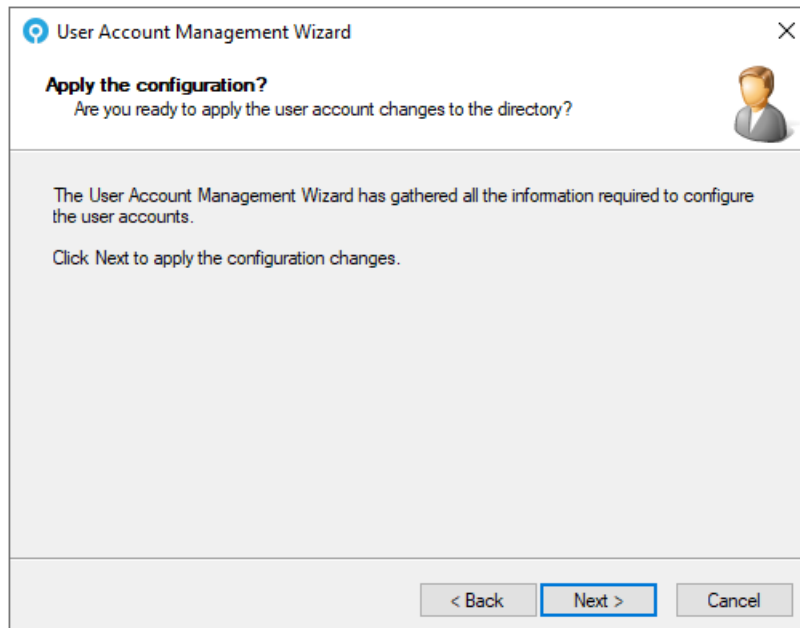 User Account Management Wizard
Apply the configuration?
Are you ready to apply the user account changes to the directory?
The User Account Management Wizard has gathered all the information required to configure
the user accounts.
Click Next to apply the configuration changes.
< Back Next > Cancel